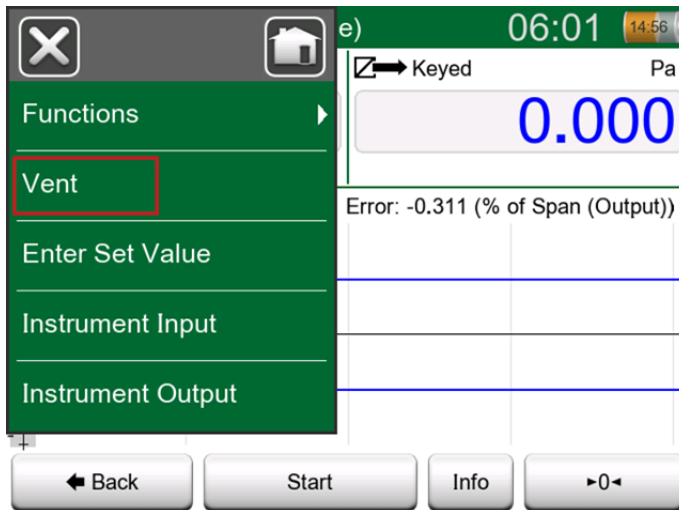 e) 06:01 14:56
Functions
Vent
Enter Set Value
Instrument Input
Instrument Output
Keyed Pa
0.000
Error: -0.311 (% of Span (Output))
Back Start Info ►0◄